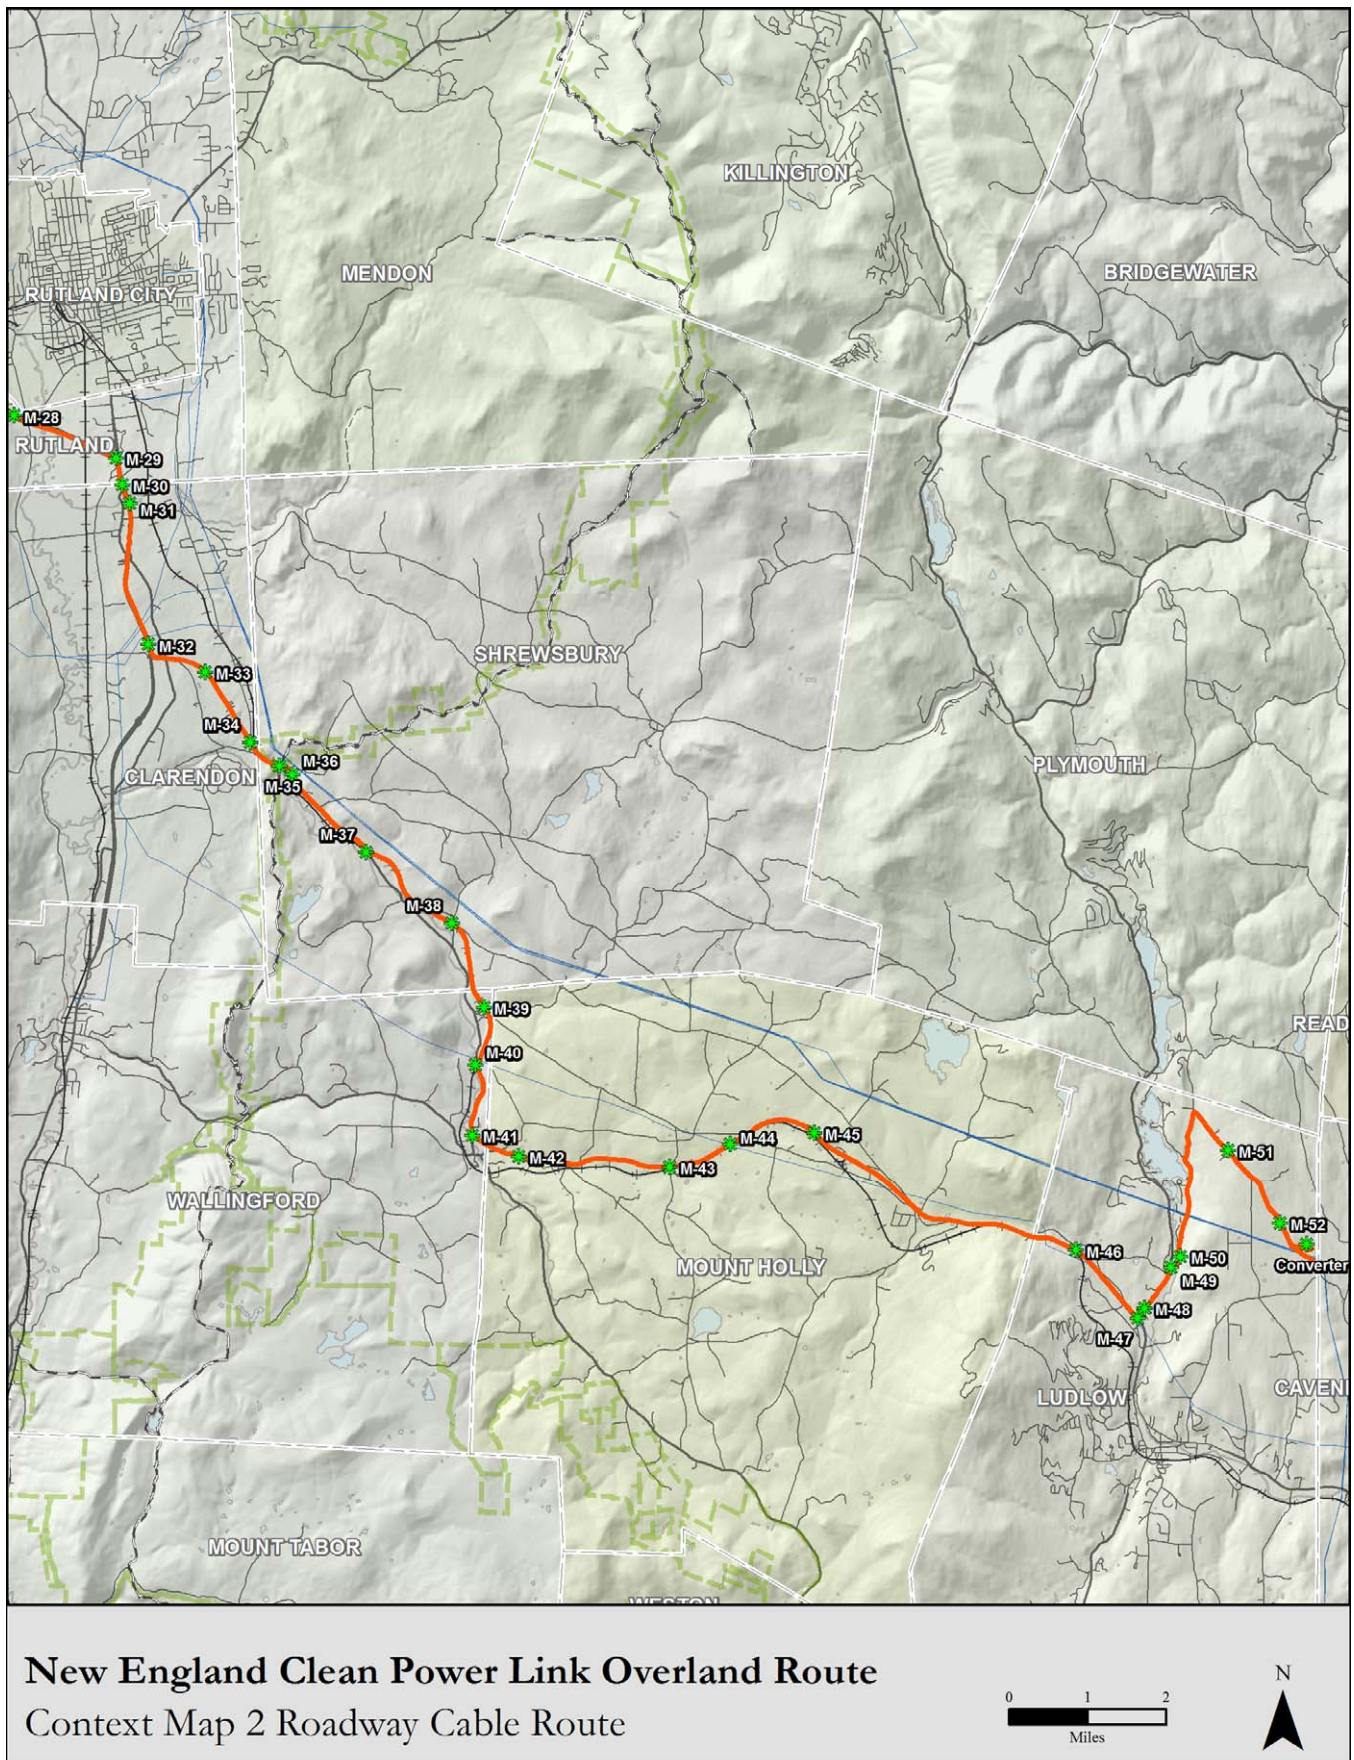 KILLINGTON
MENDON
BRIDGEWATER
RUTLAND CITY
M-28
RUTLAND
M-29
M-30
M-31
M-32
SHREWSBURY
M-33
M-34
M-36
PLYMOUTH
CLARENDON
M-35
M-37
M-38
M-39
READ
M-40
M-41
M-44
M-45
M-42
M-51
M-43
WALLINGFORD
M-52
M-46
M-50
MOUNT HOLLY
Converter
M-49
M-48
M-47
CAVEN
LUDLOW
MOUNT TABOR
WESTON
New England Clean Power Link Overland Route
Context Map 2 Roadway Cable Route
0 1 2
Miles
N